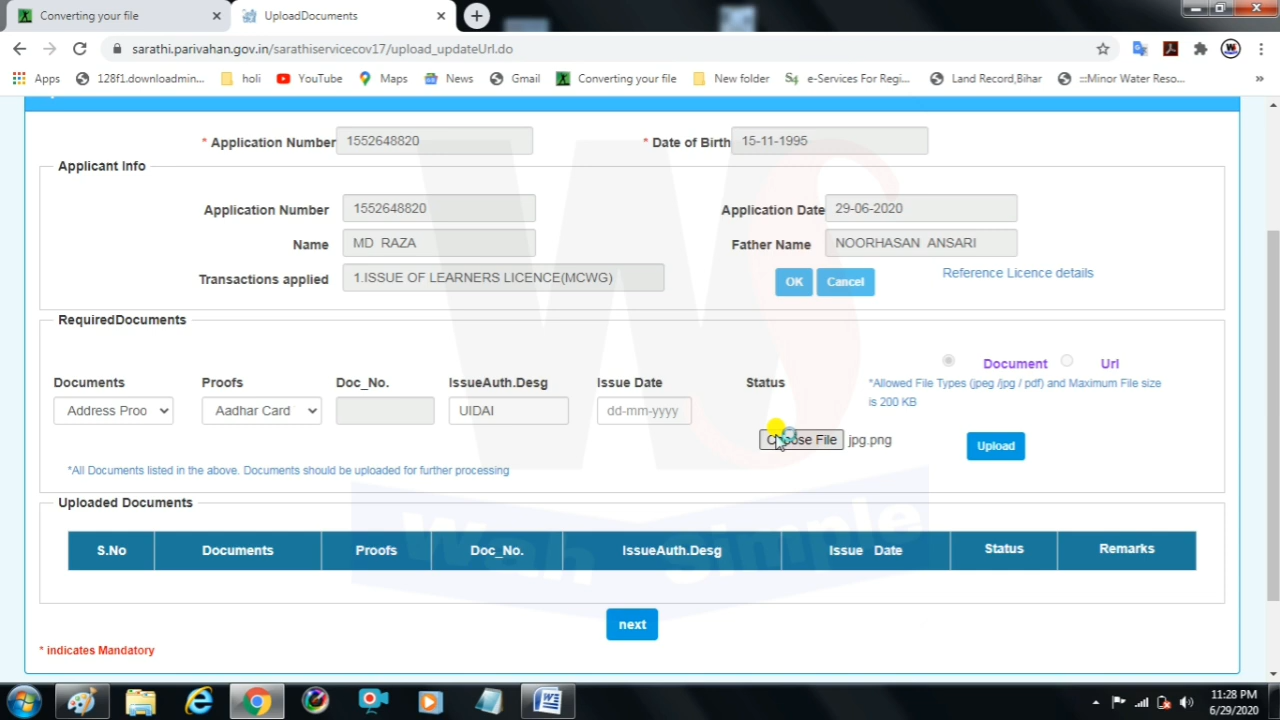 Converting your file
UploadDocuments
sarathi.parivahan.gov.in/sarathiservicecov17/upload_updateUrl.do
Apps 128f1.downloadmin... holi YouTube Maps News Gmail Converting your file New folder e-Services For Regi... Land Record,Bihar :::Minor Water Reso... »
* Application Number 1552648820 * Date of Birth 15-11-1995
Applicant Info
Application Number 1552648820 Application Date 29-06-2020
Name MD RAZA Father Name NOORHASAN ANSARI
Transactions applied 1.ISSUE OF LEARNERS LICENCE(MCWG) OK Cancel Reference Licence details
RequiredDocuments
Document Url
Documents Proofs Doc_No. IssueAuth.Desg Issue Date Status
*Allowed File Types (jpeg /jpg / pdf) and Maximum File size
is 200 KB
Address Proo Aadhar Card UIDAI dd-mm-yyyy
Choose File jpg.png Upload
*All Documents listed in the above. Documents should be uploaded for further processing
Uploaded Documents
S.No Documents Proofs Doc_No. IssueAuth.Desg Issue Date Status Remarks
Wah Simple
next
* indicates Mandatory
11:28 PM
6/29/2020